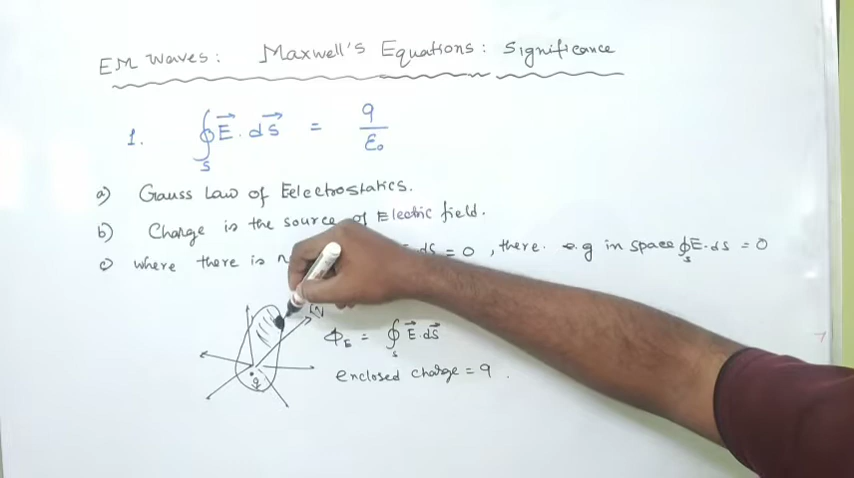 EM Waves: Maxwell's Equations: Significance
1. ∮S E⃗ . dS⃗ = q/ε₀
a) Gauss Law of Eelectrostatics.
b) Charge is the source of Electric field.
c) where there is dS = 0 , there. e.g in space ∮S E.dS = 0
ϕE = ∮S E⃗.dS⃗
enclosed charge = q .
q